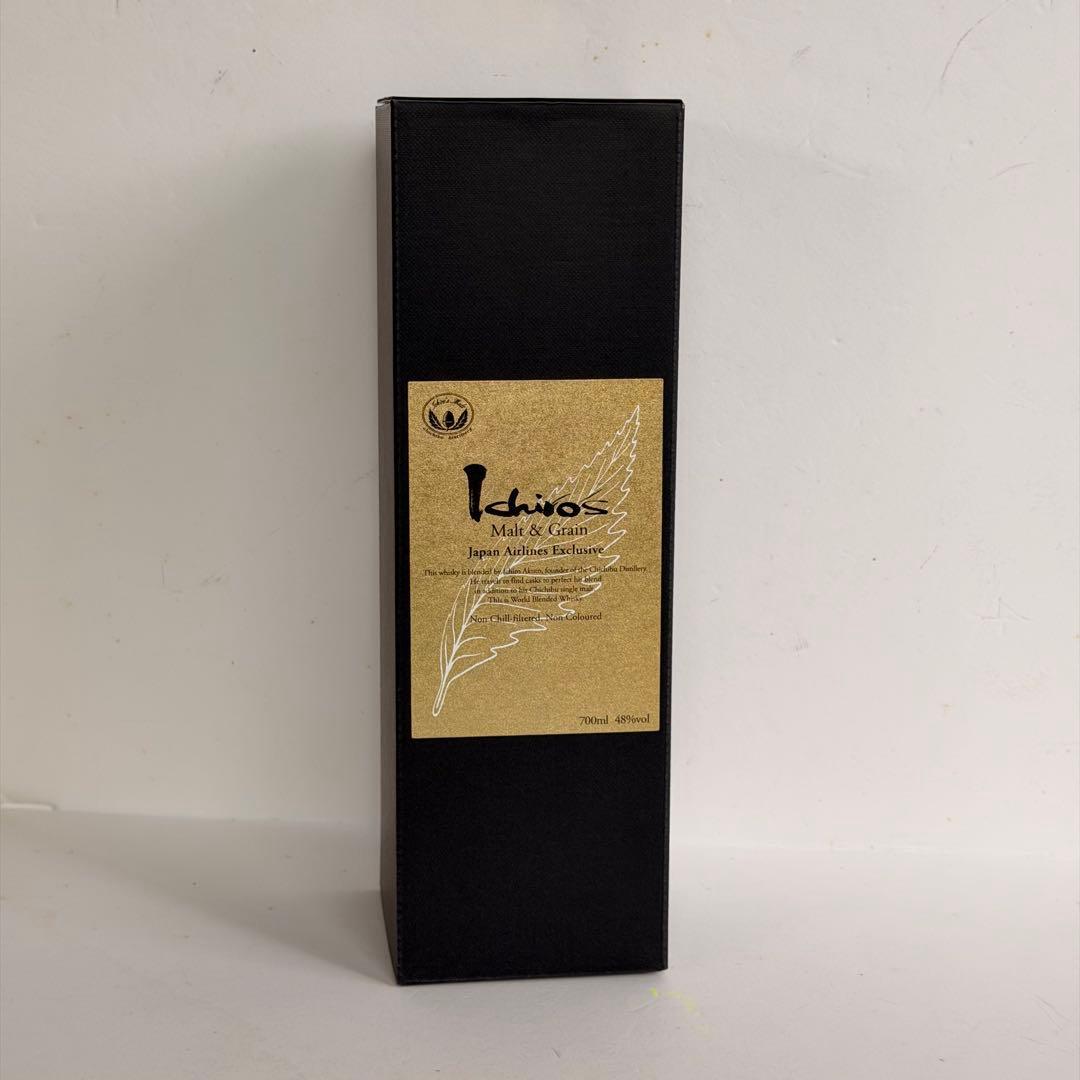 Ichiro's Malt
Ichiros
Malt & Grain
Japan Airlines Exclusive
This whisky is blended by Ichiro Akuto, founder of the Chichibu Distillery.
He travels to find casks to perfect his blend
in addition to his Chichibu single malt.
This is World Blended Whisky.
Non Chill-filtered, Non Coloured
700ml 48%vol